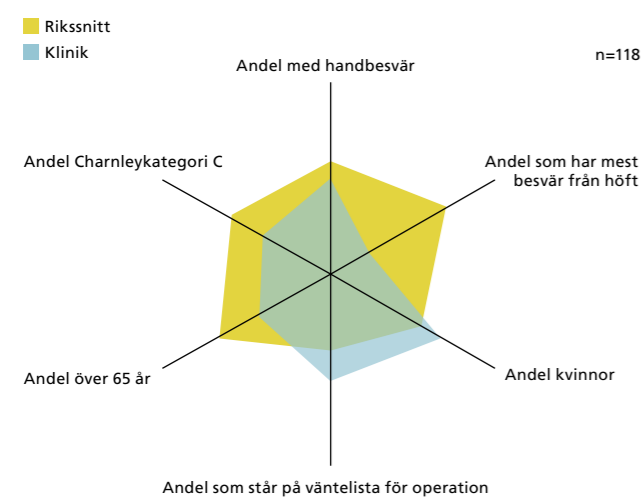 Rikssnitt
Klinik
n=118
Andel med handbesvär
Andel Charnleykategori C
Andel som har mest
besvär från höft
Andel över 65 år
Andel kvinnor
Andel som står på väntelista för operation